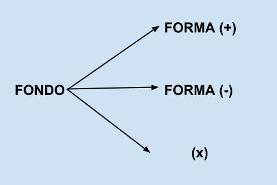 FORMA (+)
FONDO
FORMA (-)
(x)